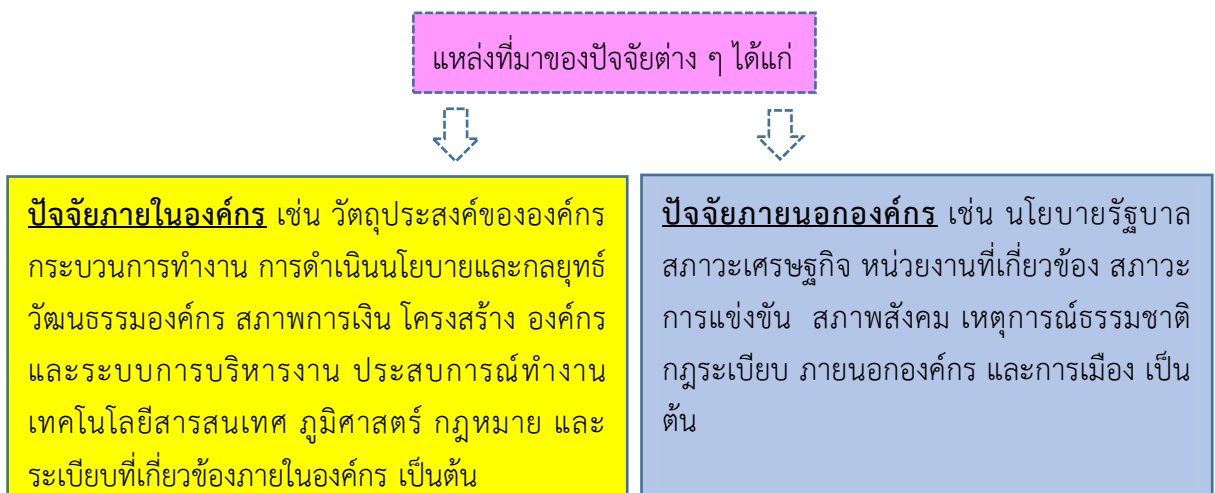 แหล่งที่มาของปัจจัยต่าง ๆ ได้แก่
ปัจจัยภายในองค์กร เช่น วัตถุประสงค์ขององค์กร
กระบวนการทำงาน การดำเนินนโยบายและกลยุทธ์
วัฒนธรรมองค์กร สภาพการเงิน โครงสร้าง องค์กร
และระบบการบริหารงาน ประสบการณ์ทำงาน
เทคโนโลยีสารสนเทศ ภูมิศาสตร์ กฎหมาย และ
ระเบียบที่เกี่ยวข้องภายในองค์กร เป็นต้น
ปัจจัยภายนอกองค์กร เช่น นโยบายรัฐบาล
สภาวะเศรษฐกิจ หน่วยงานที่เกี่ยวข้อง สภาวะ
การแข่งขัน สภาพสังคม เหตุการณ์ธรรมชาติ
กฎระเบียบ ภายนอกองค์กร และการเมือง เป็น
ต้น